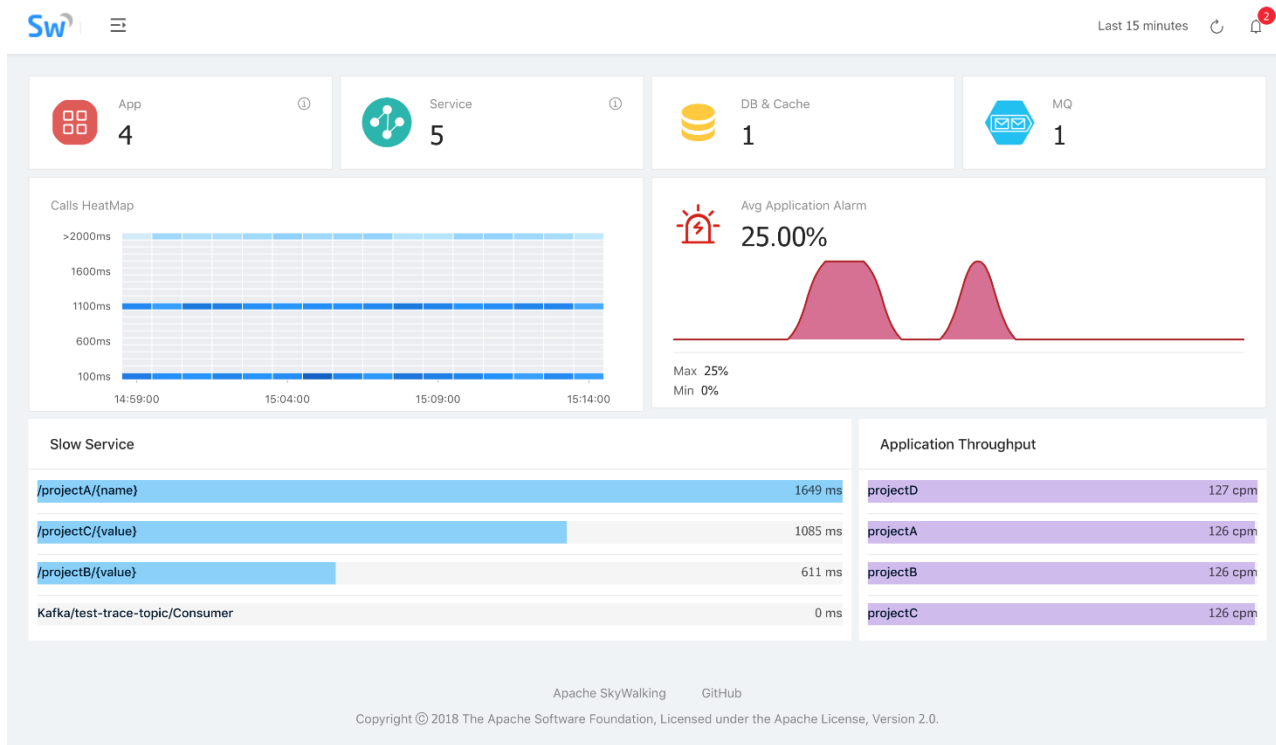 Sw
Last 15 minutes
2
App
4
Service
5
DB & Cache
1
MQ
1
Calls HeatMap
>2000ms
1600ms
1100ms
600ms
100ms
14:59:00 15:04:00 15:09:00 15:14:00
Avg Application Alarm
25.00%
Max 25%
Min 0%
Slow Service
/projectA/{name} 1649 ms
/projectC/{value} 1085 ms
/projectB/{value} 611 ms
Kafka/test-trace-topic/Consumer 0 ms
Application Throughput
projectD 127 cpm
projectA 126 cpm
projectB 126 cpm
projectC 126 cpm
Apache SkyWalking GitHub
Copyright © 2018 The Apache Software Foundation, Licensed under the Apache License, Version 2.0.